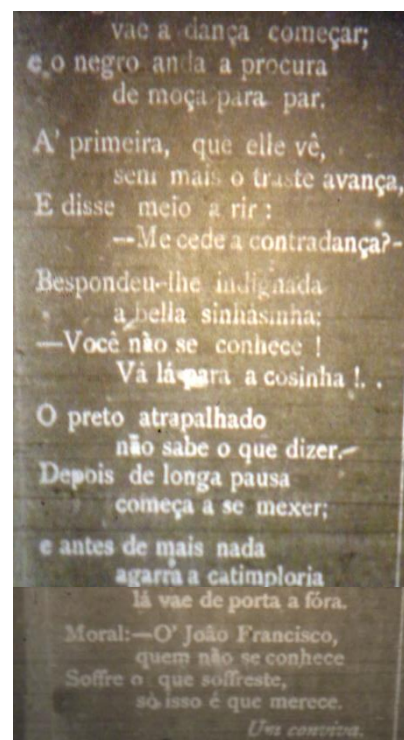 vae a dança começar;
e o negro anda a procura
de moça para par.
A' primeira, que elle vê,
sem mais o traste avança,
E disse meio a rir:
—Me cede a contradança?-
Bespondeu-lhe indignada
a bella sinhasinha:
—Você não se conhece !
Vá lá para a cosinha !. .
O preto atrapalhado
não sabe o que dizer.—
Depois de longa pausa
começa a se mexer;
e antes de mais nada
agarra a catimploria
lá vae de porta a fóra.
Moral:—O' João Francisco,
quem não se conhece
Soffre o que soffreste,
só isso é que merece.
Um conviva.